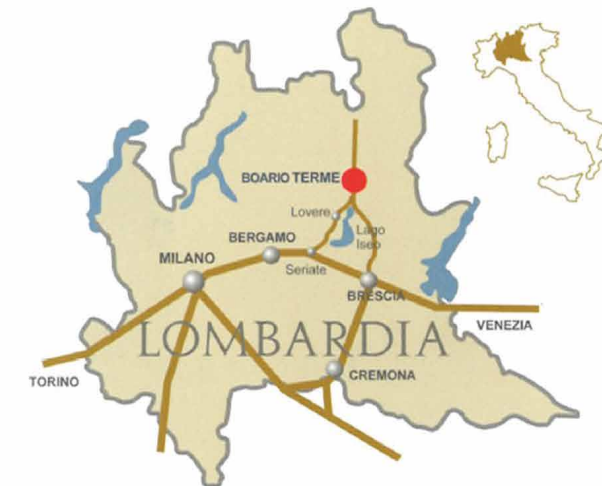 BOARIO TERME
Lovere
Lago
Iseo
BERGAMO
MILANO
Seriate
BRESCIA
VENEZIA
LOMBARDIA
TORINO
CREMONA